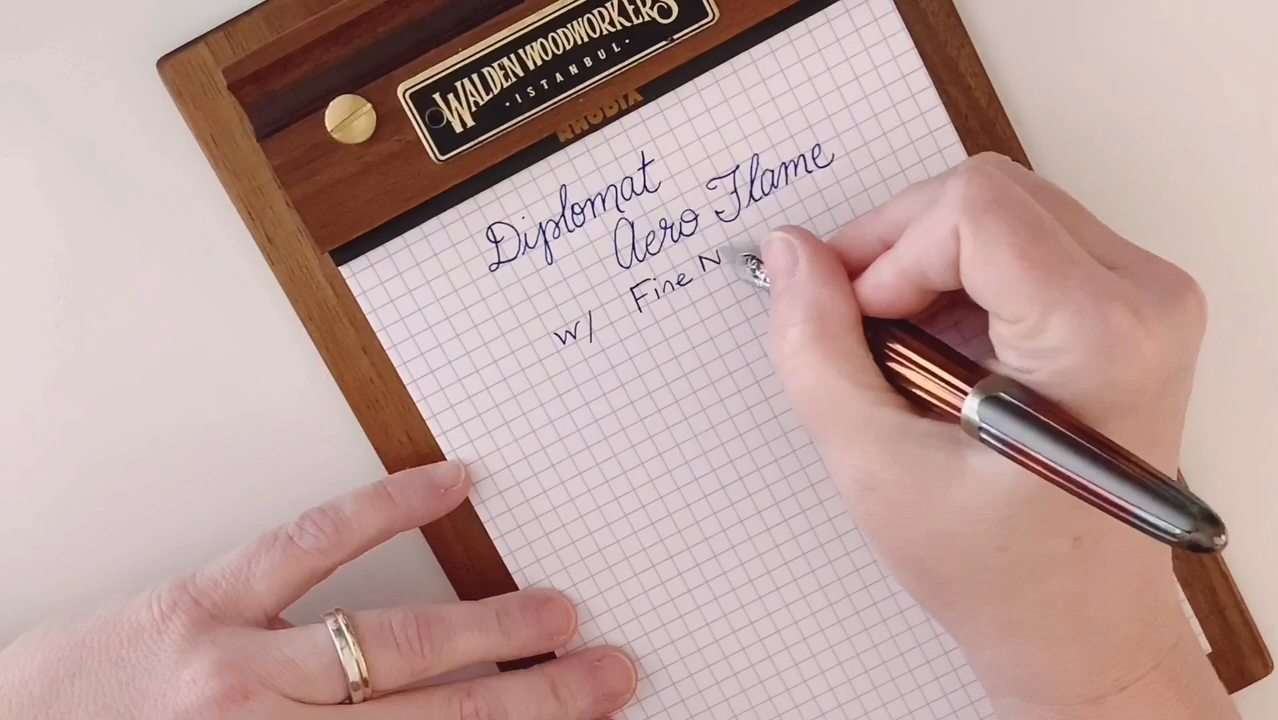 WALDEN WOODWORKERS
·ISTANBUL·
RHODIA
Diplomat
Aero Flame
w/ Fine N